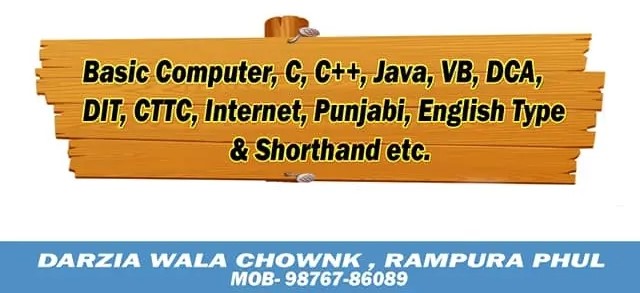 Basic Computer, C, C++, Java, VB, DCA,
DIT, CTTC, Internet, Punjabi, English Type
& Shorthand etc.
DARZIA WALA CHOWNK , RAMPURA PHUL
MOB- 98767-86089